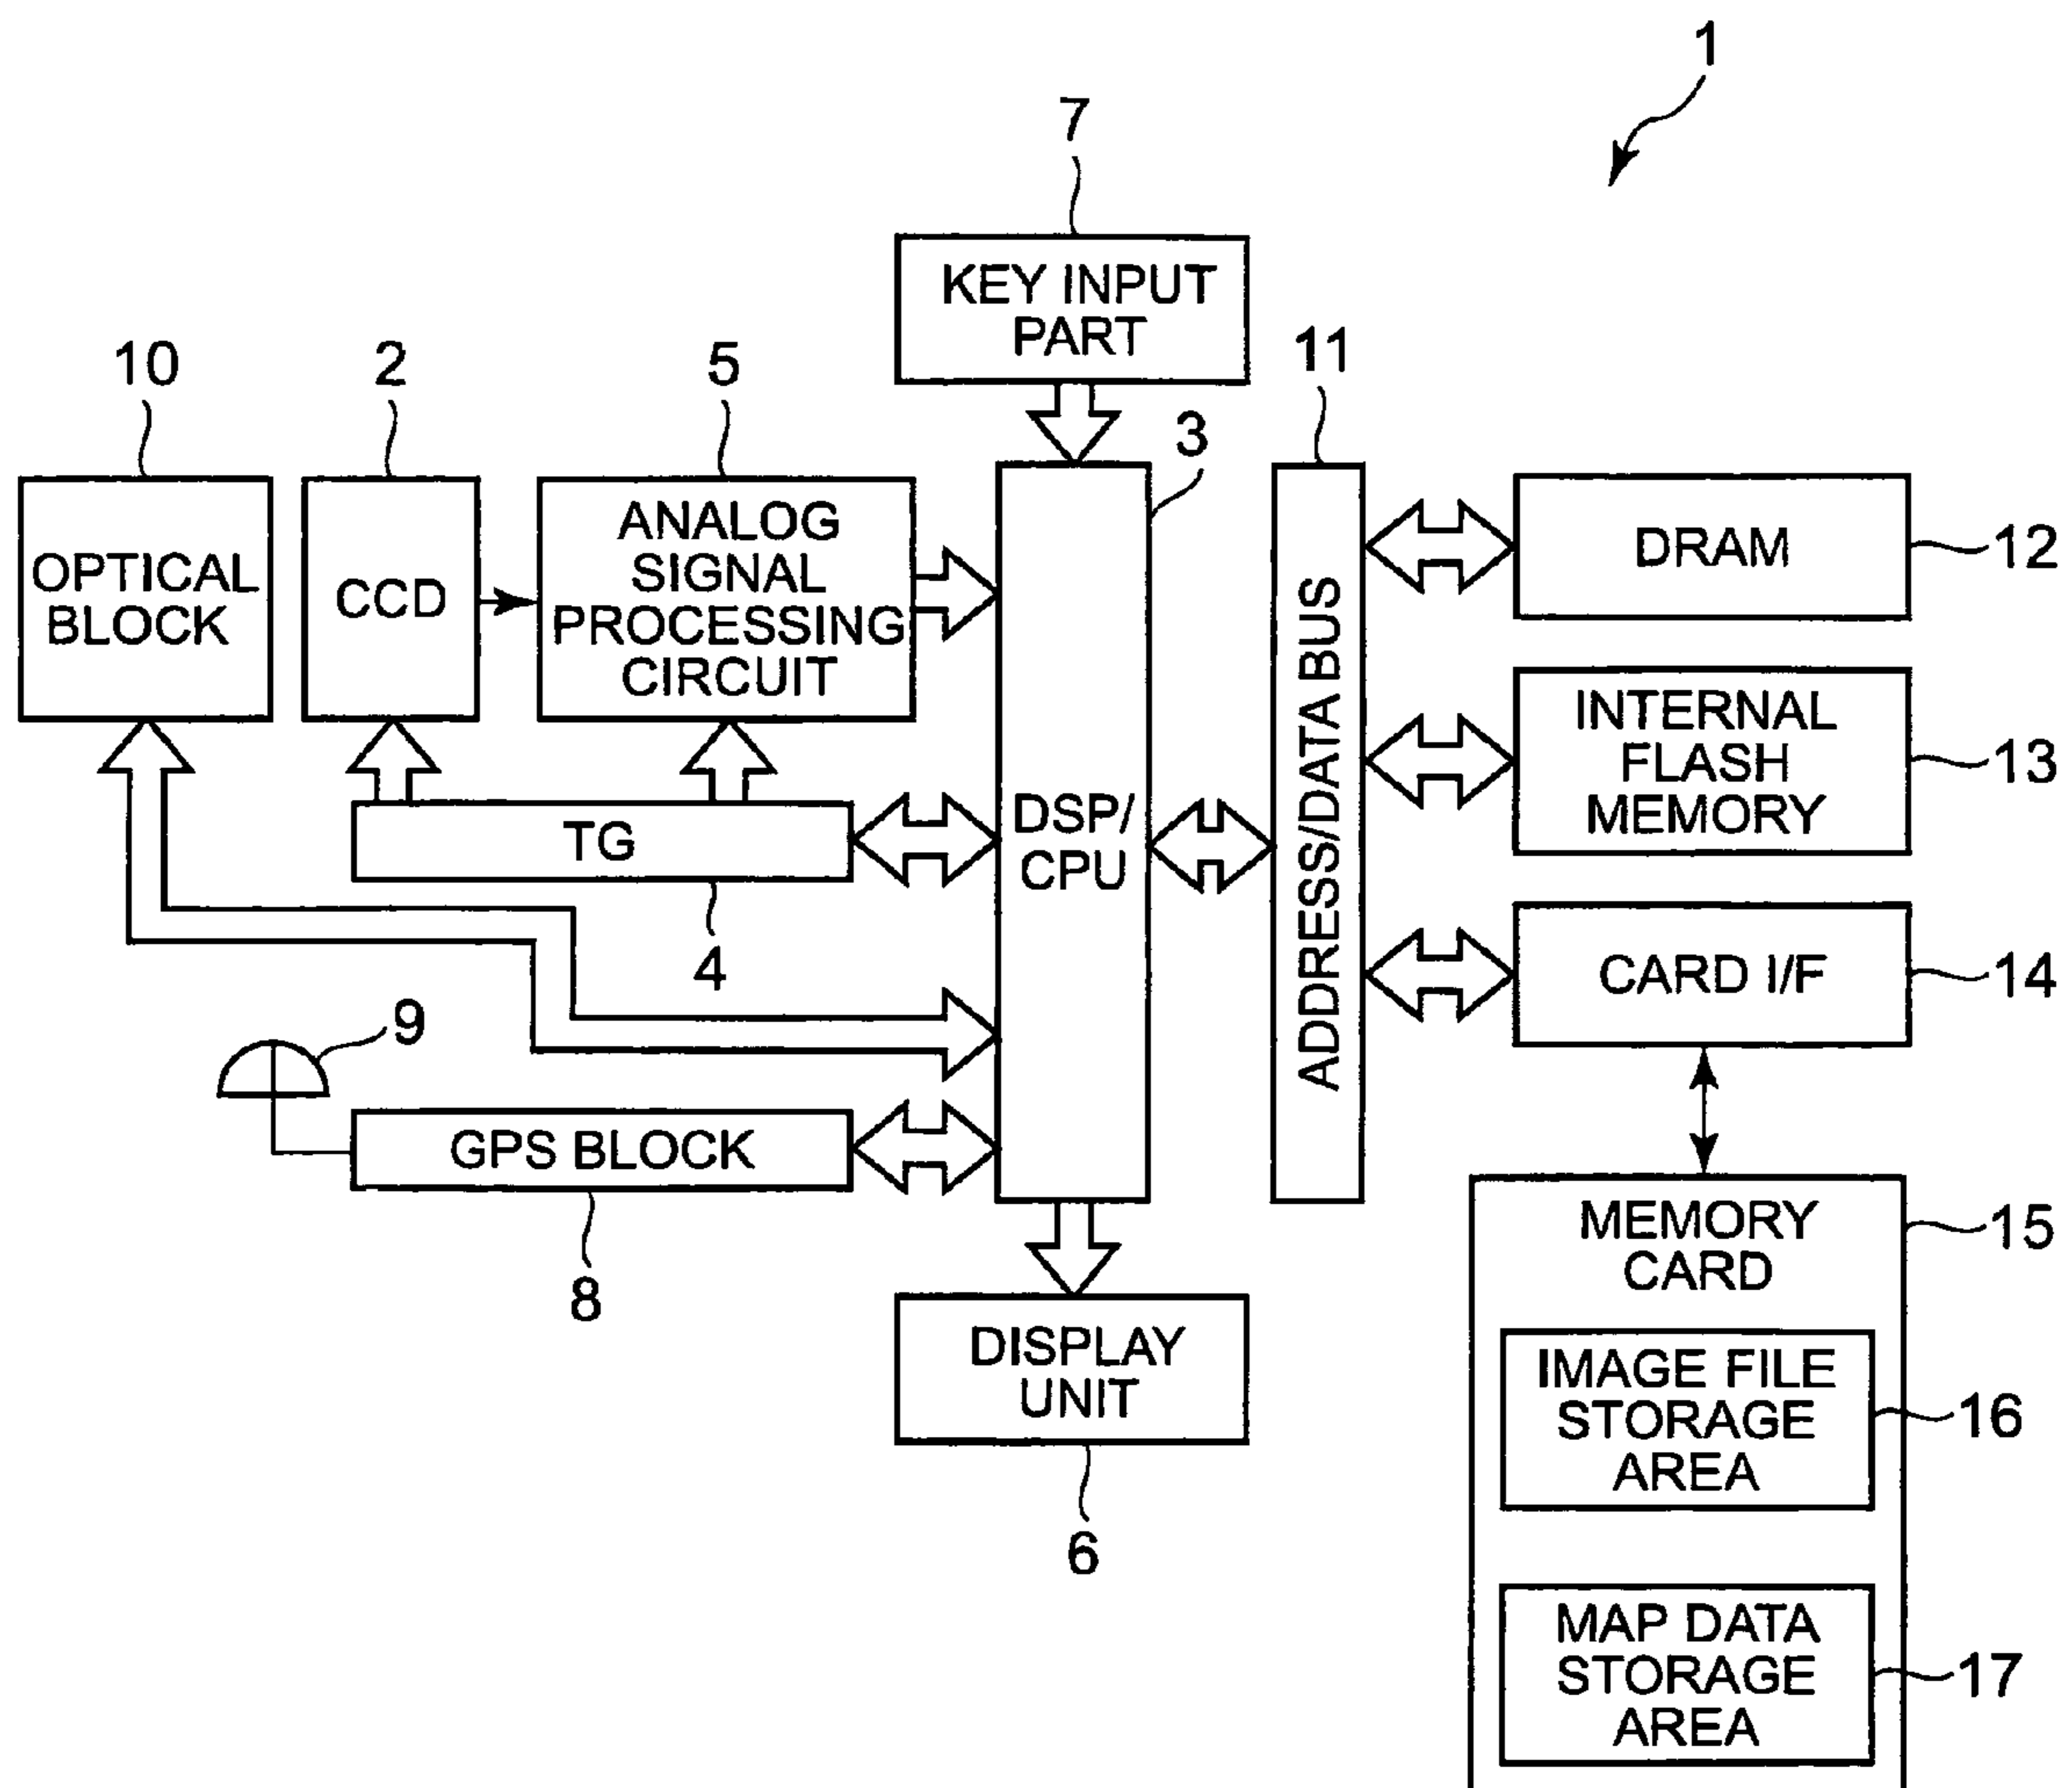 1
7
KEY INPUT
PART
10
2
5
3
11
OPTICAL
BLOCK
CCD
ANALOG
SIGNAL
PROCESSING
CIRCUIT
DRAM
12
INTERNAL
FLASH
MEMORY
13
TG
4
DSP/
CPU
ADDRESS/DATA BUS
CARD I/F
14
9
GPS BLOCK
8
DISPLAY
UNIT
6
MEMORY
CARD
15
IMAGE FILE
STORAGE
AREA
16
MAP DATA
STORAGE
AREA
17